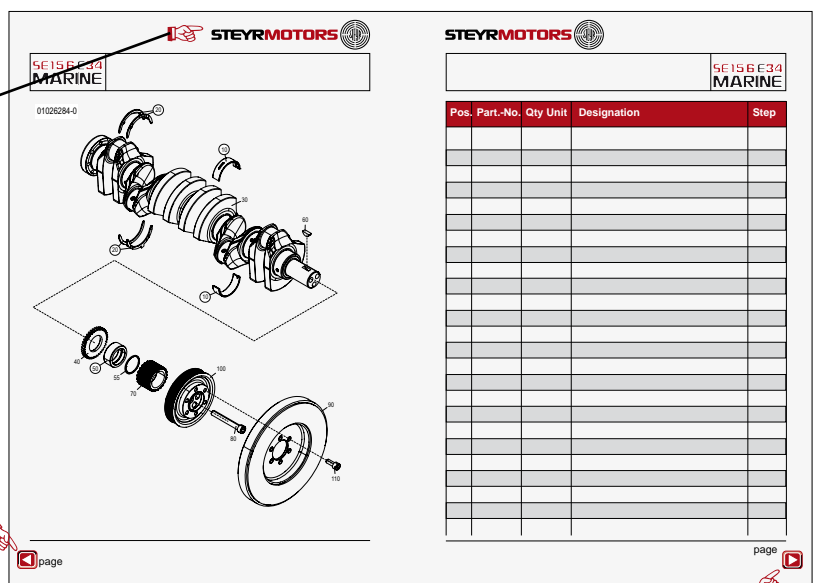 STEYRMOTORS
SE156E34
MARINE
01026284-0
20
10
30
60
20
10
40
50
55
70
100
80
90
110
page
STEYRMOTORS
SE156E34
MARINE
Pos. Part.-No. Qty Unit Designation Step
page